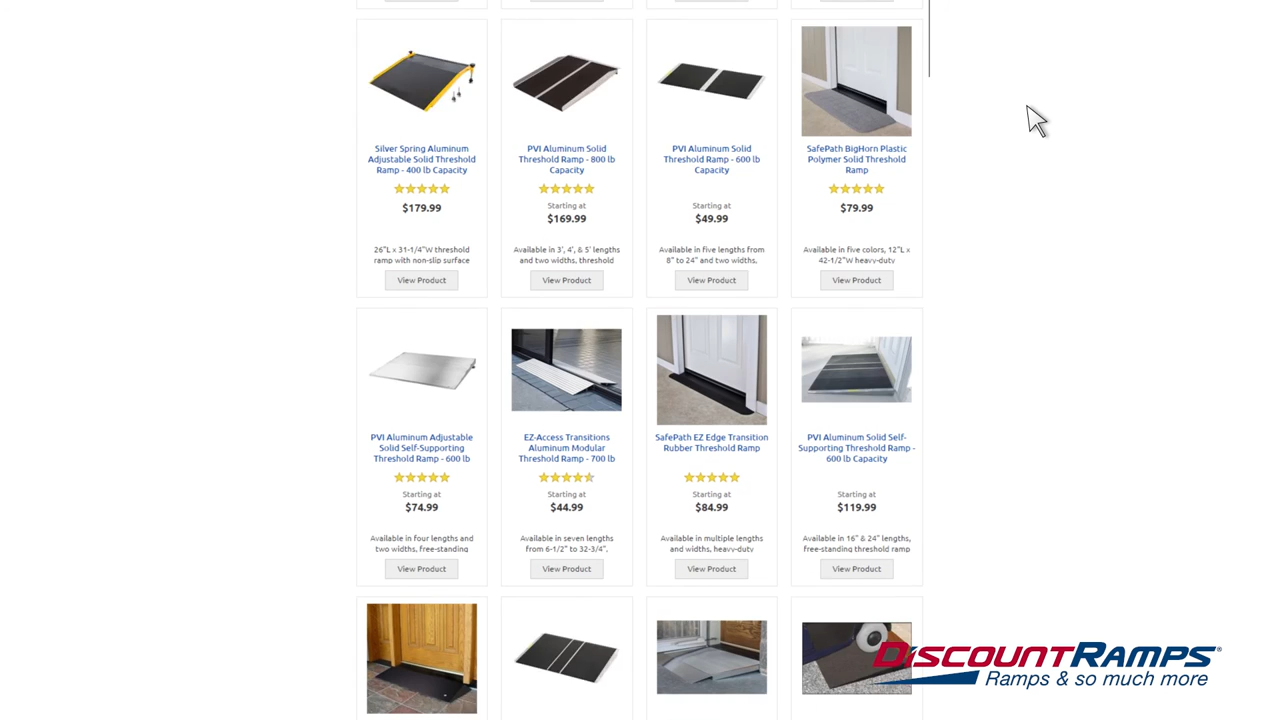 Silver Spring Aluminum
Adjustable Solid Threshold
Ramp - 400 lb Capacity
$179.99
26"L x 31-1/4"W threshold
ramp with non-slip surface
View Product
PVI Aluminum Solid
Threshold Ramp - 800 lb
Capacity
Starting at
$169.99
Available in 3', 4', & 5' lengths
and two widths, threshold
View Product
PVI Aluminum Solid
Threshold Ramp - 600 lb
Capacity
Starting at
$49.99
Available in five lengths from
8" to 24" and two widths,
View Product
SafePath BigHorn Plastic
Polymer Solid Threshold
Ramp
$79.99
Available in five colors, 12"L x
42-1/2"W heavy-duty
View Product
PVI Aluminum Adjustable
Solid Self-Supporting
Threshold Ramp - 600 lb
Starting at
$74.99
Available in four lengths and
two widths, free-standing
View Product
EZ-Access Transitions
Aluminum Modular
Threshold Ramp - 700 lb
Starting at
$44.99
Available in seven lengths
from 6-1/2" to 32-3/4",
View Product
SafePath EZ Edge Transition
Rubber Threshold Ramp
Starting at
$84.99
Available in multiple lengths
and widths, heavy-duty
View Product
PVI Aluminum Solid Self-
Supporting Threshold Ramp -
600 lb Capacity
Starting at
$119.99
Available in 16" & 24" lengths,
free-standing threshold ramp
View Product
DISCOUNTRAMPS®
Ramps & so much more